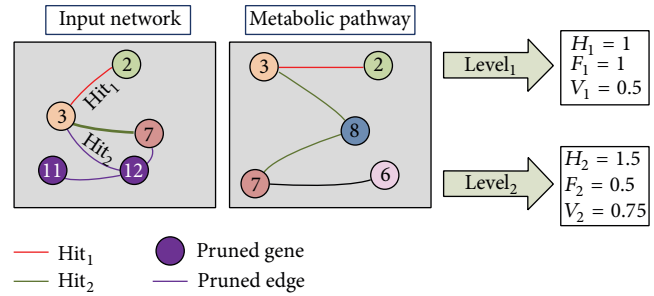 Input network
Metabolic pathway
2
Hit₁
3
7
Hit₂
11
12
3
2
8
7
6
Level₁
H₁ = 1
F₁ = 1
V₁ = 0.5
Level₂
H₂ = 1.5
F₂ = 0.5
V₂ = 0.75
Hit₁
Pruned gene
Hit₂
Pruned edge